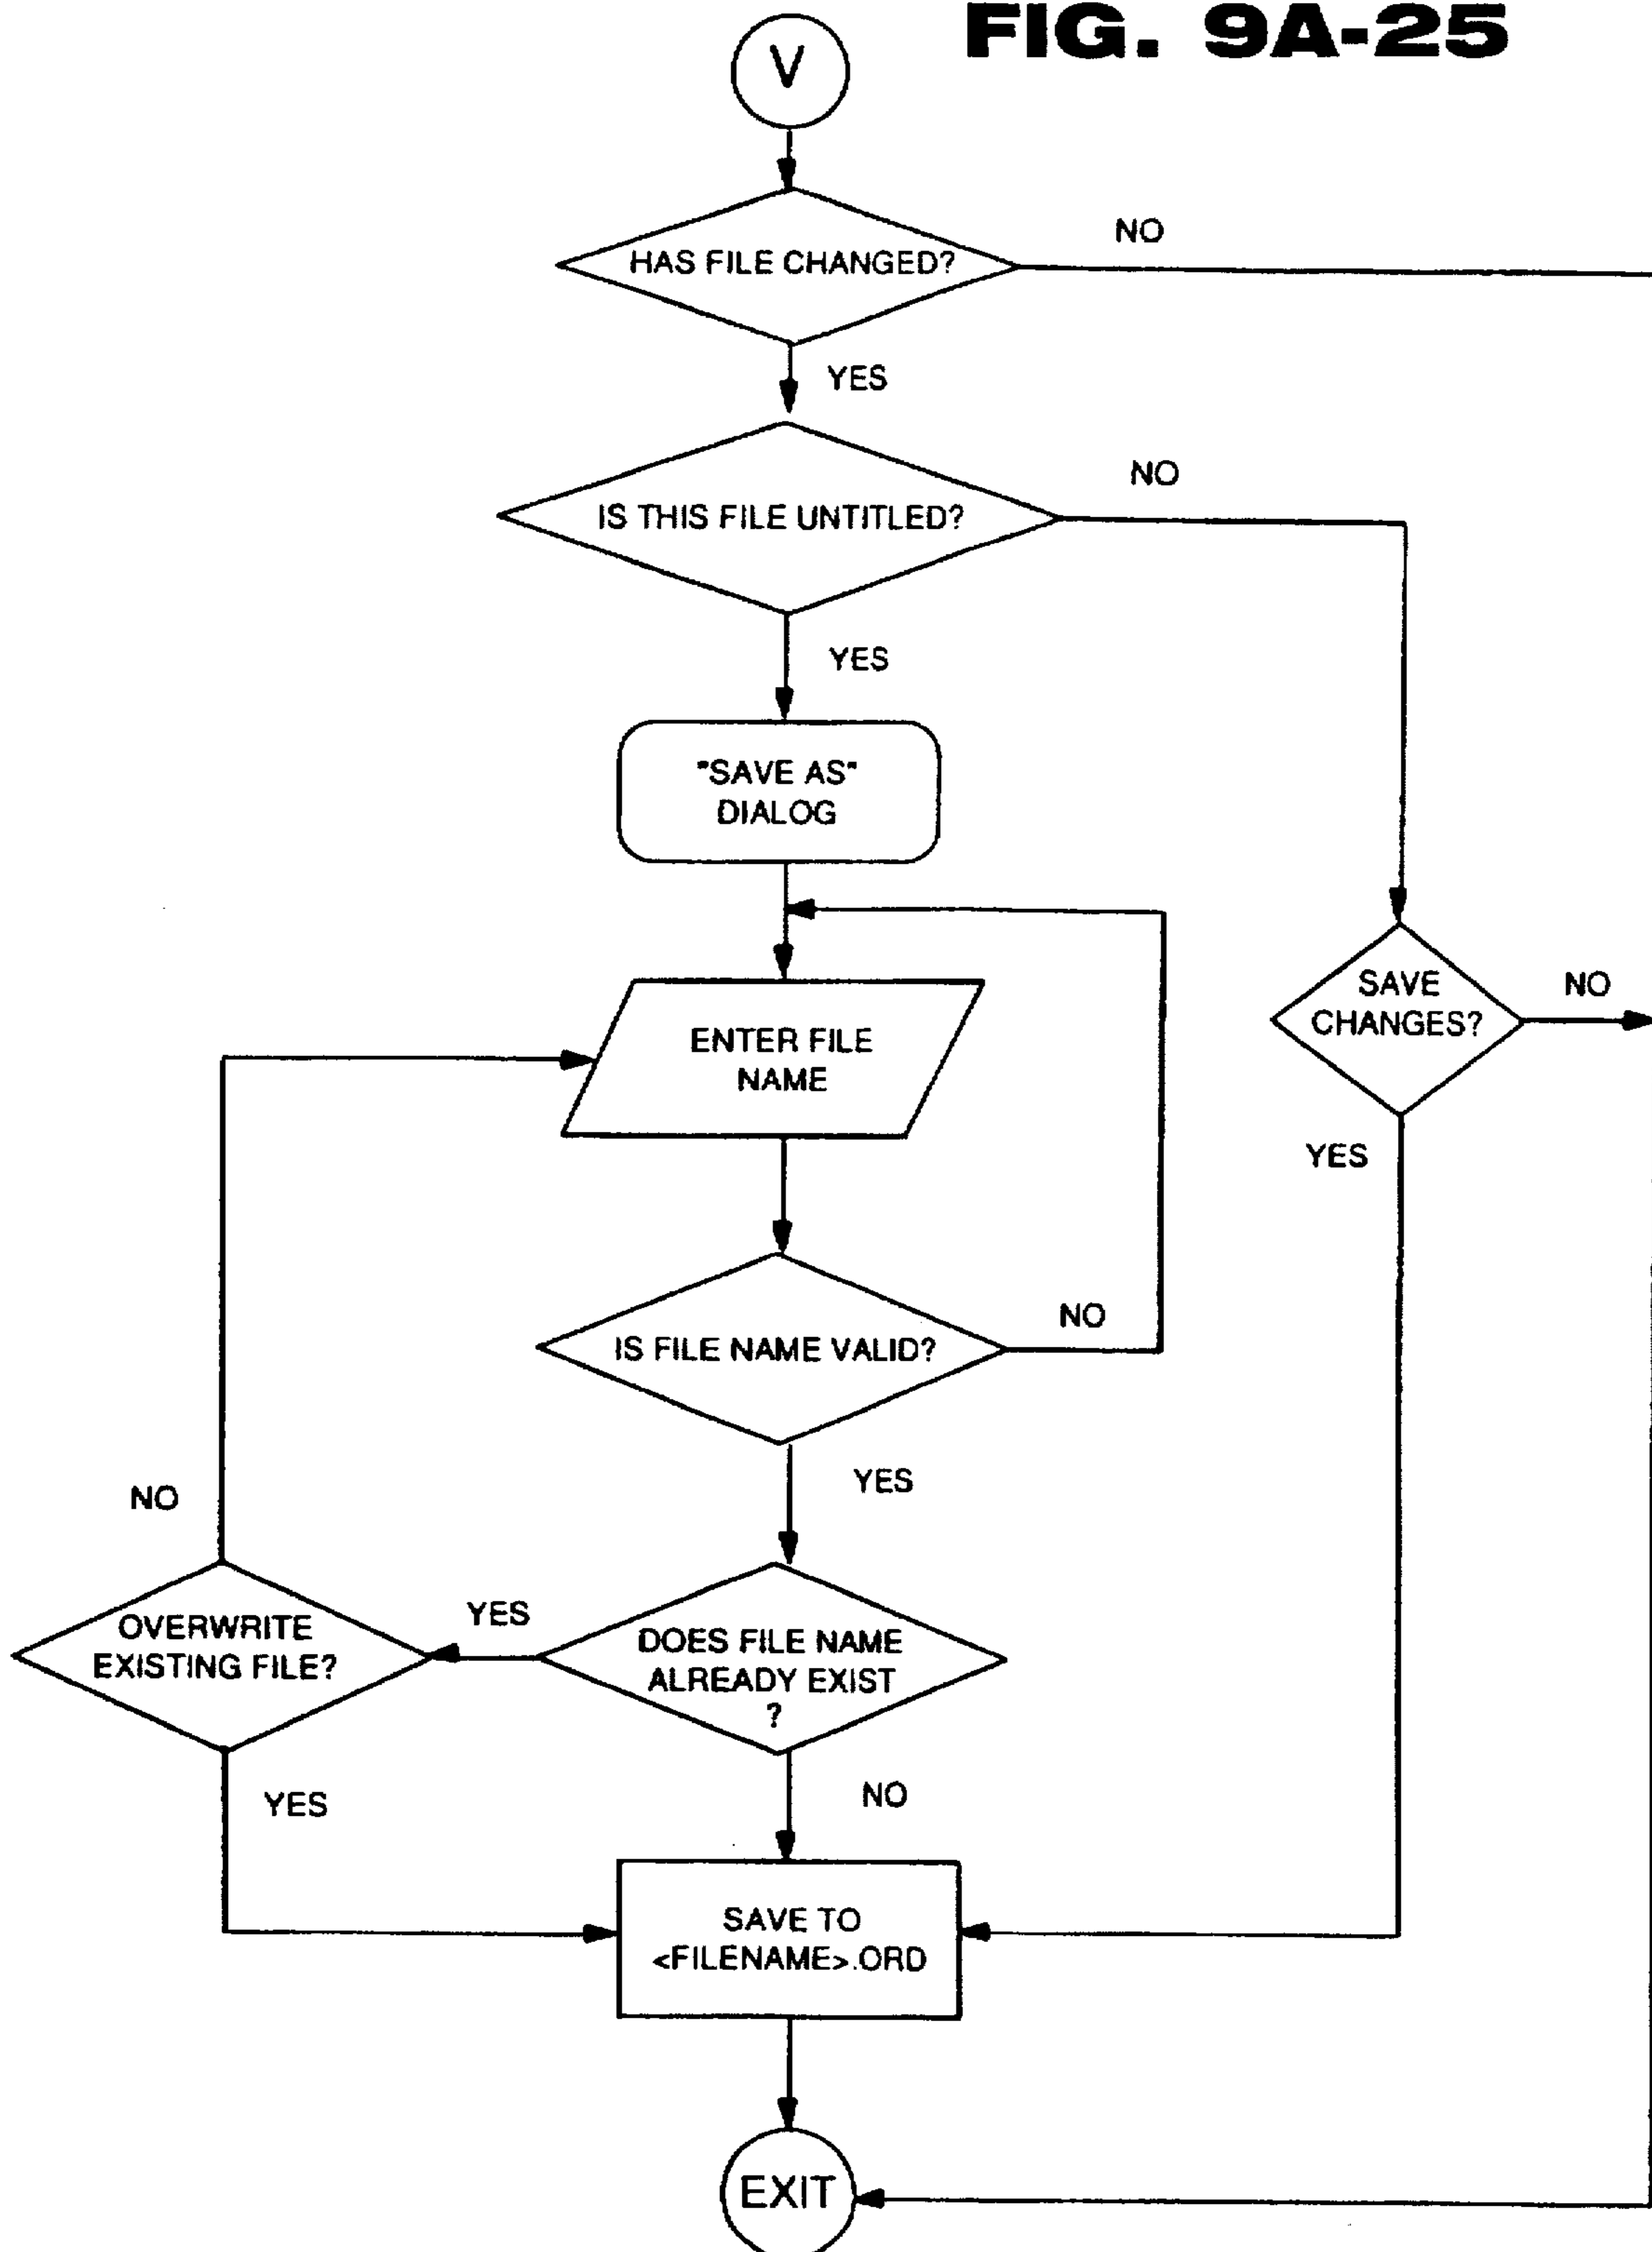 FIG. 9A-25
V
HAS FILE CHANGED?
NO
YES
IS THIS FILE UNTITLED?
NO
YES
"SAVE AS"
DIALOG
ENTER FILE
NAME
SAVE
CHANGES?
NO
YES
IS FILE NAME VALID?
NO
YES
NO
OVERWRITE
EXISTING FILE?
YES
DOES FILE NAME
ALREADY EXIST
?
YES
NO
SAVE TO
<FILENAME>.ORD
EXIT